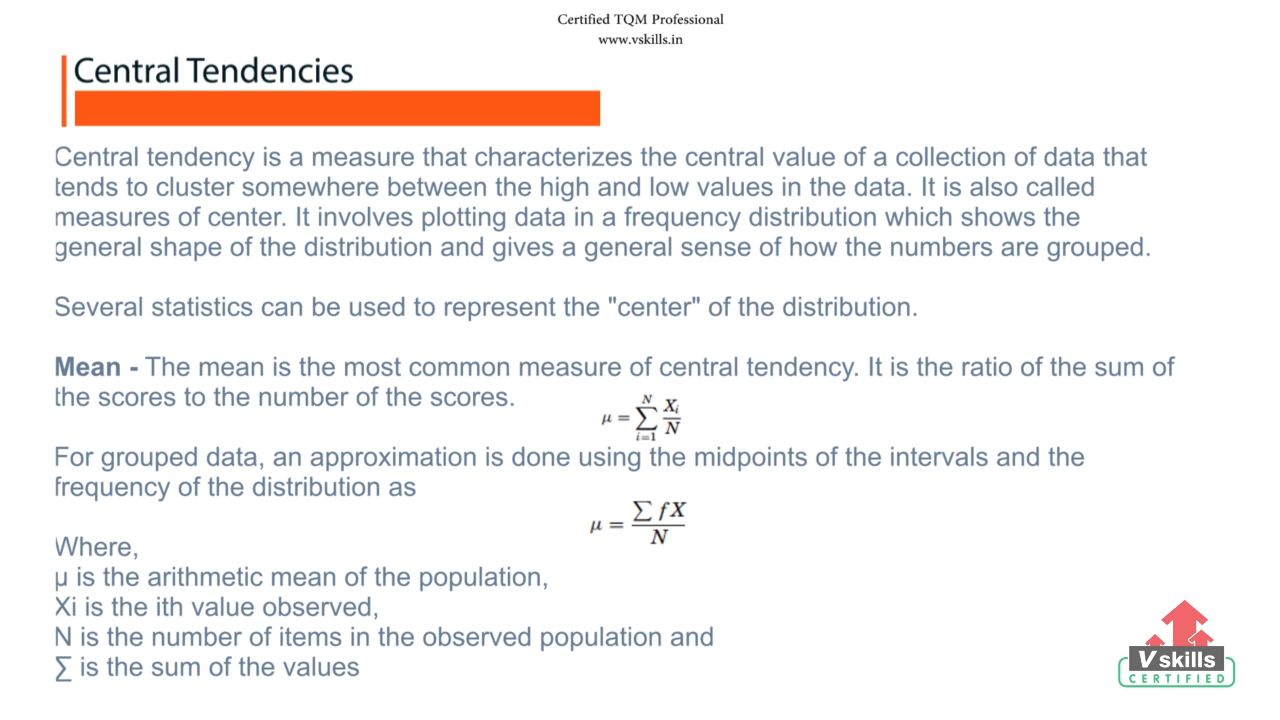 Certified TQM Professional
www.vskills.in
Central Tendencies
Central tendency is a measure that characterizes the central value of a collection of data that
tends to cluster somewhere between the high and low values in the data. It is also called
measures of center. It involves plotting data in a frequency distribution which shows the
general shape of the distribution and gives a general sense of how the numbers are grouped.
Several statistics can be used to represent the "center" of the distribution.
Mean - The mean is the most common measure of central tendency. It is the ratio of the sum of
the scores to the number of the scores.
μ = ∑_{i=1}^{N} X_i/N
For grouped data, an approximation is done using the midpoints of the intervals and the
frequency of the distribution as
μ = ∑ fX / N
Where,
μ is the arithmetic mean of the population,
Xi is the ith value observed,
N is the number of items in the observed population and
∑ is the sum of the values
Vskills
CERTIFIED